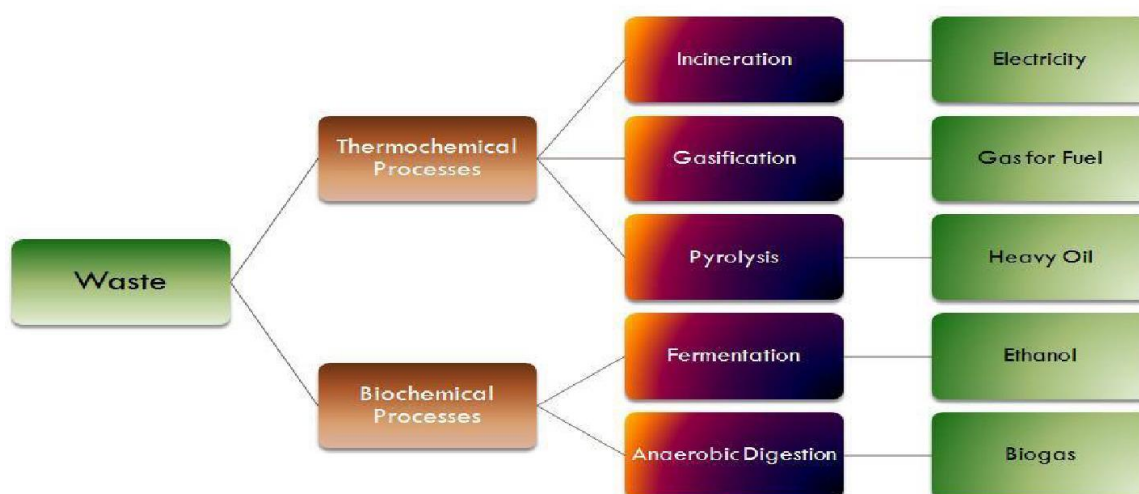 Waste
Thermochemical
Processes
Biochemical
Processes
Incineration
Gasification
Pyrolysis
Fermentation
Anaerobic Digestion
Electricity
Gas for Fuel
Heavy Oil
Ethanol
Biogas